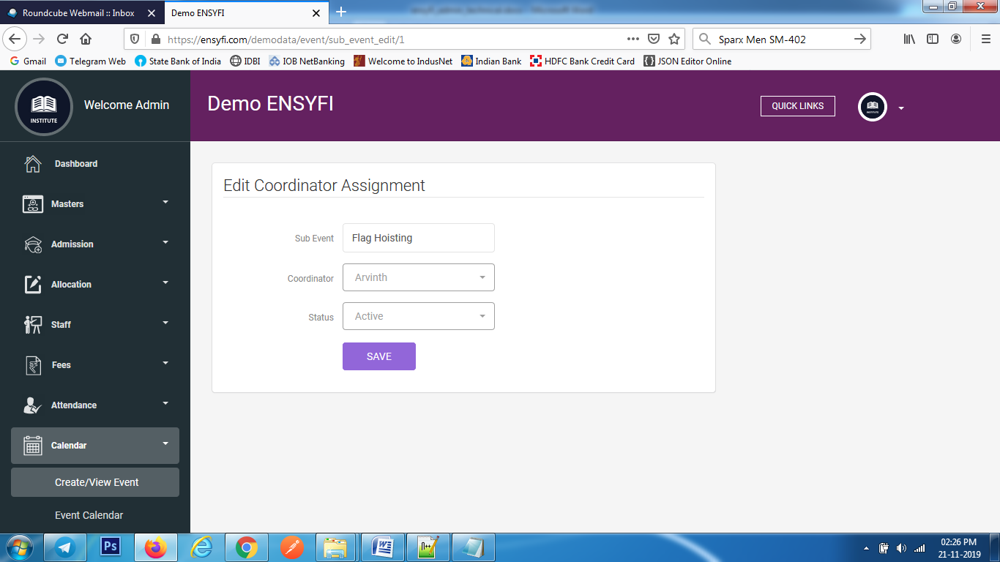 Roundcube Webmail :: Inbox
Demo ENSYFI
https://ensyfi.com/demodata/event/sub_event_edit/1
Sparx Men SM-402
Gmail
Telegram Web
State Bank of India
IDBI
IOB NetBanking
Welcome to IndusNet
Indian Bank
HDFC Bank Credit Card
JSON Editor Online
INSTITUTE
Welcome Admin
Demo ENSYFI
QUICK LINKS
Dashboard
Masters
Admission
Allocation
Staff
Fees
Attendance
Calendar
Create/View Event
Event Calendar
Edit Coordinator Assignment
Sub Event
Flag Hoisting
Coordinator
Arvinth
Status
Active
SAVE
Ps
02:26 PM
21-11-2019